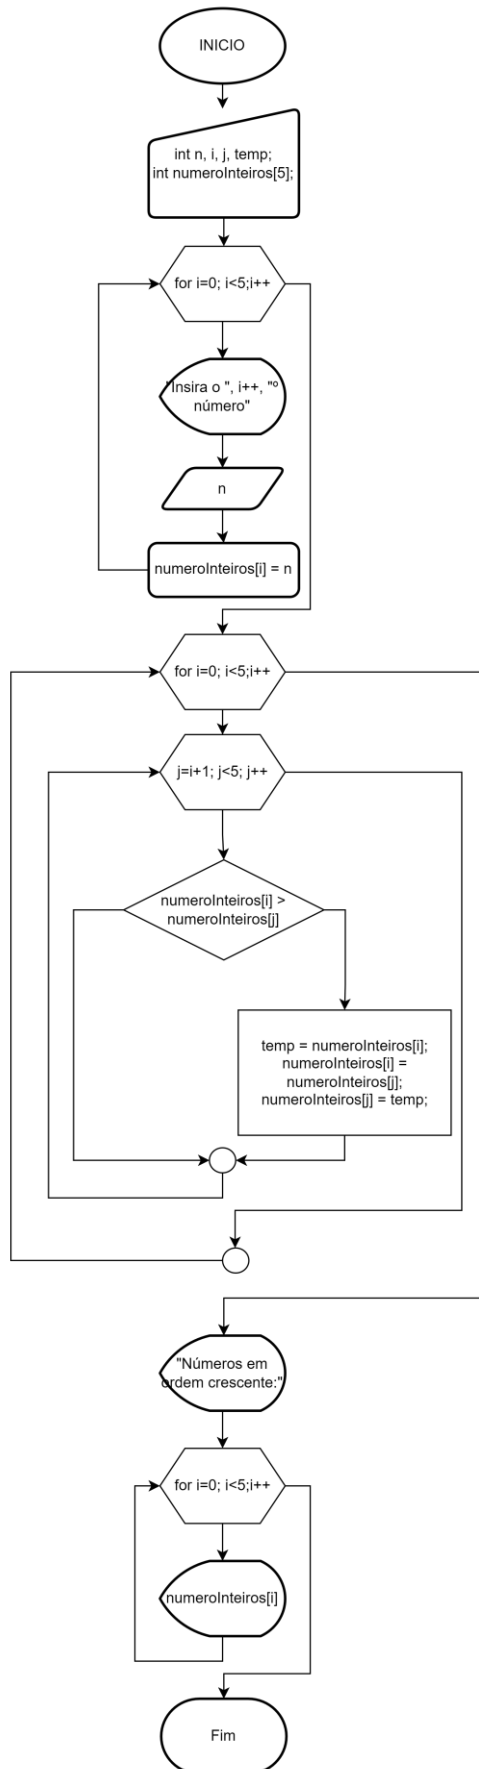 INICIO
int n, i, j, temp;
int numeroInteiros[5];
for i=0; i<5;i++
"Insira o ", i++, "º
número"
n
numeroInteiros[i] = n
for i=0; i<5;i++
j=i+1; j<5; j++
numeroInteiros[i] >
numeroInteiros[j]
temp = numeroInteiros[i];
numeroInteiros[i] =
numeroInteiros[j];
numeroInteiros[j] = temp;
"Números em
ordem crescente:"
for i=0; i<5;i++
numeroInteiros[i]
Fim